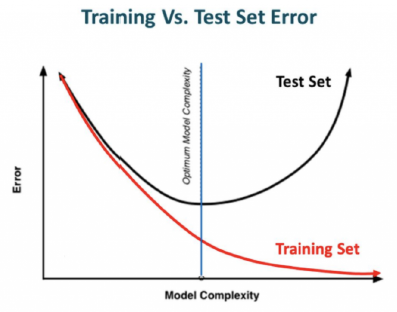 Training Vs. Test Set Error
Test Set
Optimum Model Complexity
Error
Training Set
Model Complexity